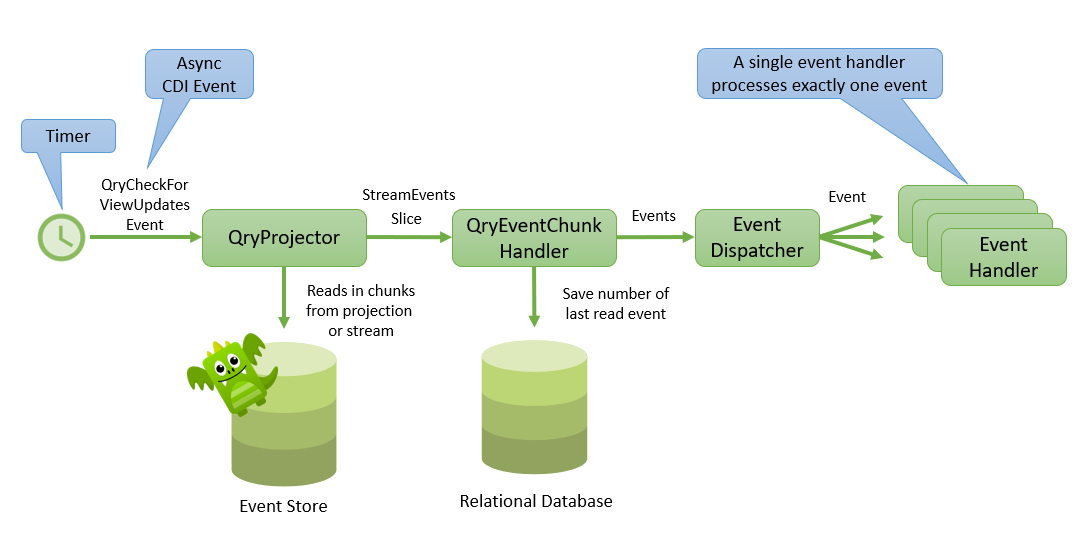 Async
CDI Event
A single event handler
processes exactly one event
Timer
QryCheckFor
ViewUpdates
Event
StreamEvents
Slice
Events
Event
QryProjector
QryEventChunk
Handler
Event
Dispatcher
Event
Handler
Reads in chunks
from projection
or stream
Save number of
last read event
Event Store
Relational Database